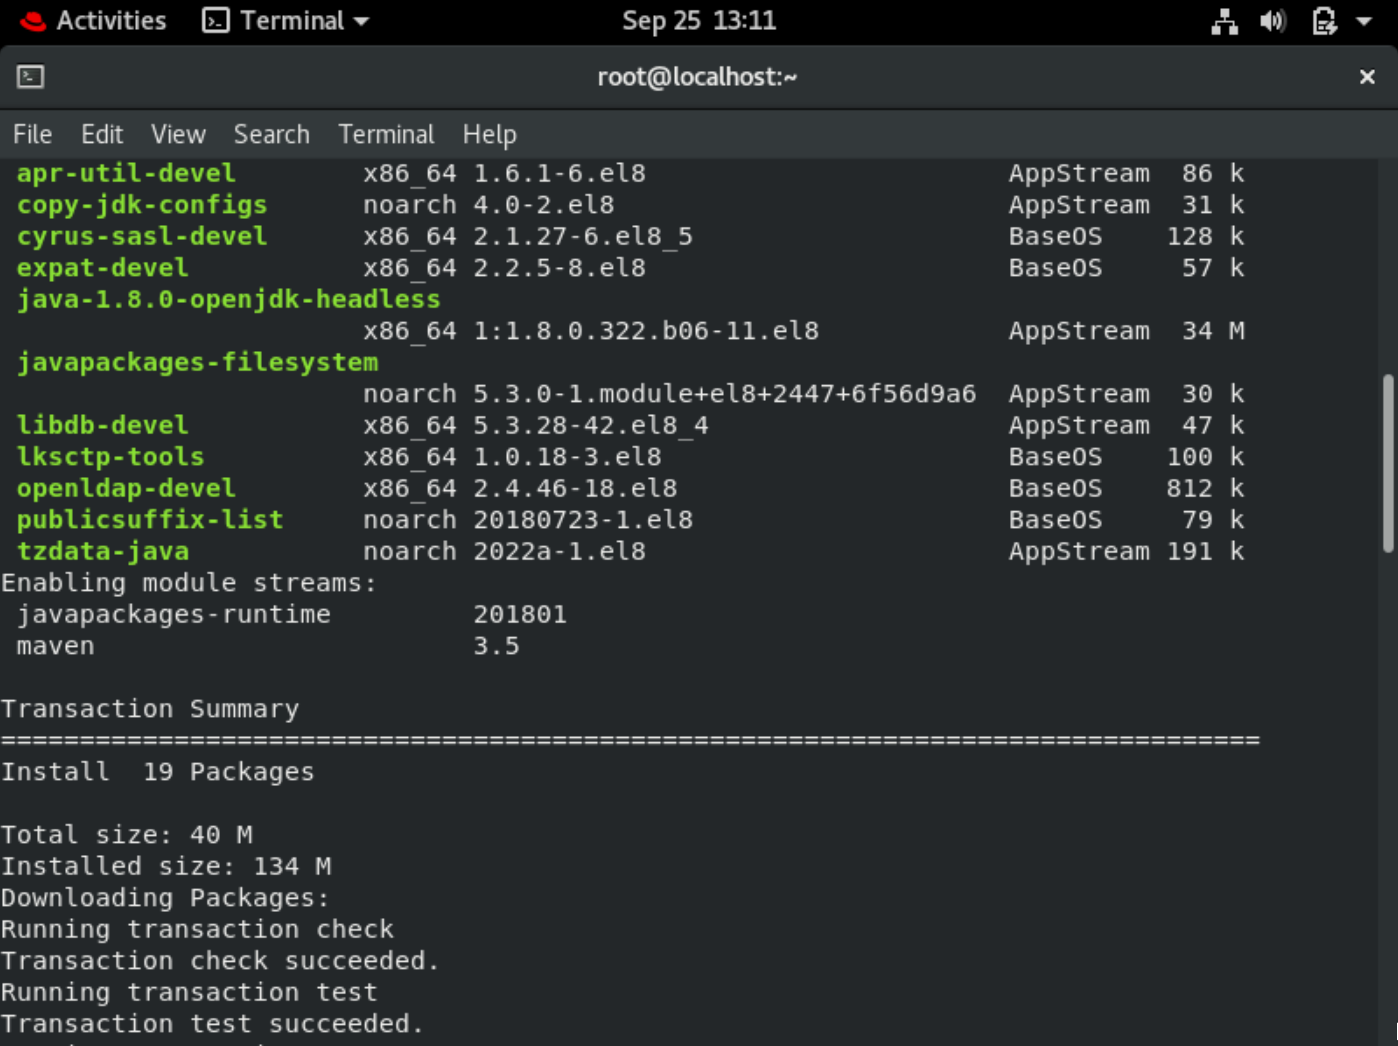 Activities Terminal Sep 25 13:11
root@localhost:~
File Edit View Search Terminal Help
apr-util-devel x86_64 1.6.1-6.el8 AppStream 86 k
copy-jdk-configs noarch 4.0-2.el8 AppStream 31 k
cyrus-sasl-devel x86_64 2.1.27-6.el8_5 BaseOS 128 k
expat-devel x86_64 2.2.5-8.el8 BaseOS 57 k
java-1.8.0-openjdk-headless
x86_64 1:1.8.0.322.b06-11.el8 AppStream 34 M
javapackages-filesystem
noarch 5.3.0-1.module+el8+2447+6f56d9a6 AppStream 30 k
libdb-devel x86_64 5.3.28-42.el8_4 AppStream 47 k
lksctp-tools x86_64 1.0.18-3.el8 BaseOS 100 k
openldap-devel x86_64 2.4.46-18.el8 BaseOS 812 k
publicsuffix-list noarch 20180723-1.el8 BaseOS 79 k
tzdata-java noarch 2022a-1.el8 AppStream 191 k
Enabling module streams:
javapackages-runtime 201801
maven 3.5
Transaction Summary
================================================================================
Install 19 Packages
Total size: 40 M
Installed size: 134 M
Downloading Packages:
Running transaction check
Transaction check succeeded.
Running transaction test
Transaction test succeeded.